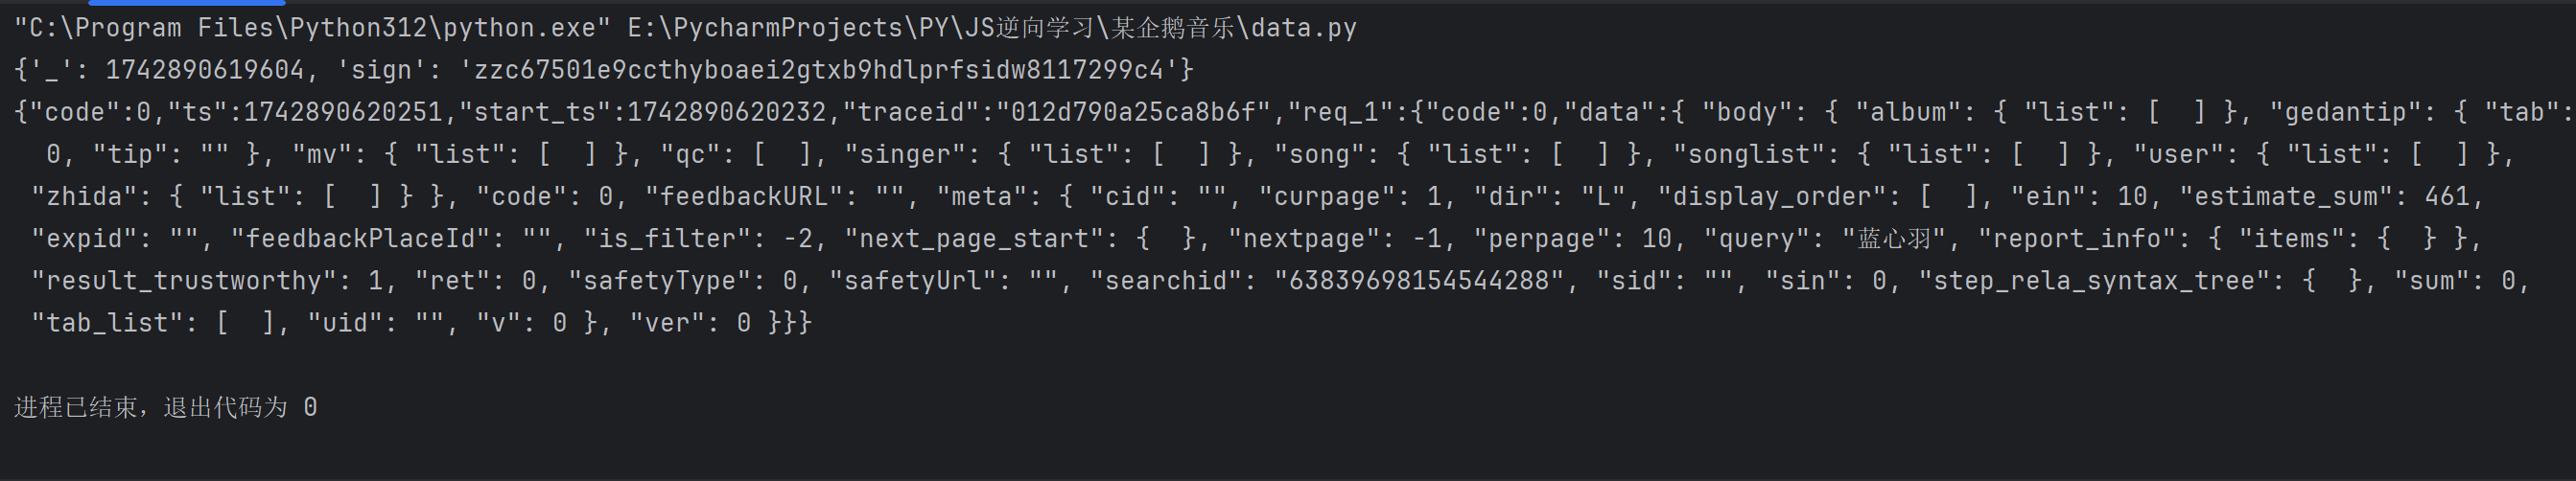 "C:\Program Files\Python312\python.exe" E:\PycharmProjects\PY\JS逆向学习\某企鹅音乐\data.py
{'_': 1742890619604, 'sign': 'zzc67501e9ccthyboaei2gtxb9hdlprfsidw8117299c4'}
{"code":0,"ts":1742890620251,"start_ts":1742890620232,"traceid":"012d790a25ca8b6f","req_1":{"code":0,"data":{ "body": { "album": { "list": [  ] }, "gedantip": { "tab":
0, "tip": "" }, "mv": { "list": [  ] }, "qc": [  ], "singer": { "list": [  ] }, "song": { "list": [  ] }, "songlist": { "list": [  ] }, "user": { "list": [  ] },
"zhida": { "list": [  ] } }, "code": 0, "feedbackURL": "", "meta": { "cid": "", "curpage": 1, "dir": "L", "display_order": [  ], "ein": 10, "estimate_sum": 461,
"expid": "", "feedbackPlaceId": "", "is_filter": -2, "next_page_start": {  }, "nextpage": -1, "perpage": 10, "query": "蓝心羽", "report_info": { "items": {  } },
"result_trustworthy": 1, "ret": 0, "safetyType": 0, "safetyUrl": "", "searchid": "63839698154544288", "sid": "", "sin": 0, "step_rela_syntax_tree": {  }, "sum": 0,
"tab_list": [  ], "uid": "", "v": 0 }, "ver": 0 }}}
进程已结束，退出代码为 0